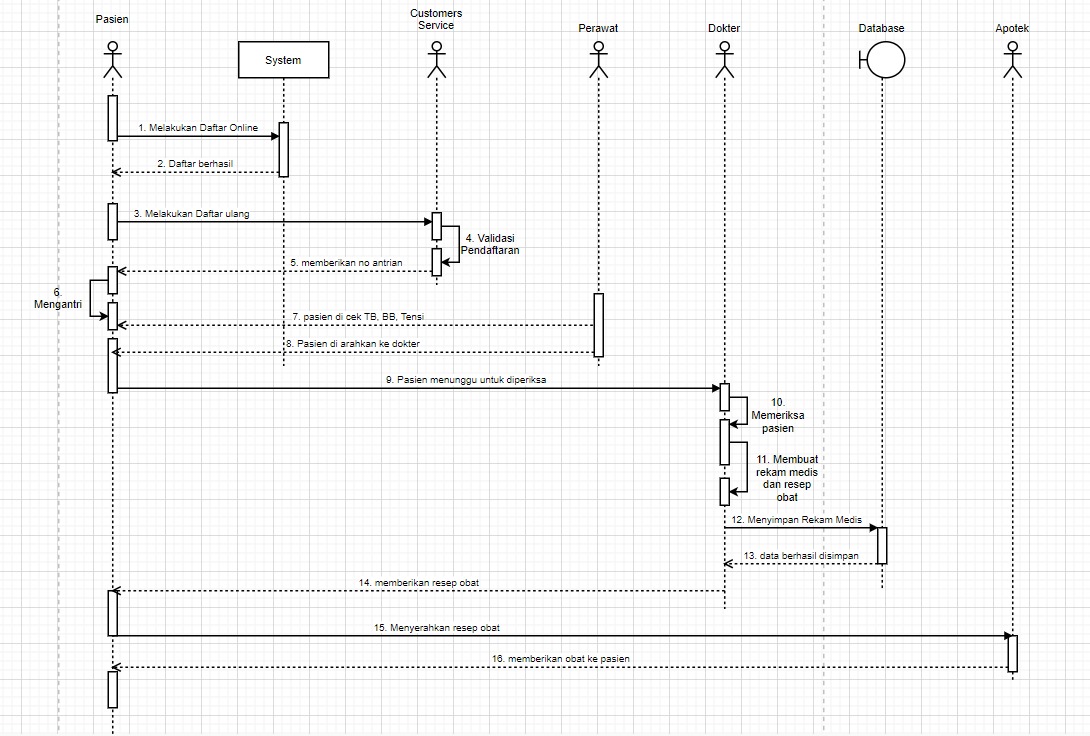 Pasien
System
Customers
Service
Perawat
Dokter
Database
Apotek
1. Melakukan Daftar Online
2. Daftar berhasil
3. Melakukan Daftar ulang
4. Validasi
Pendaftaran
5. memberikan no antrian
6.
Mengantri
7. pasien di cek TB, BB, Tensi
8. Pasien di arahkan ke dokter
9. Pasien menunggu untuk diperiksa
10.
Memeriksa
pasien
11. Membuat
rekam medis
dan resep
obat
12. Menyimpan Rekam Medis
13. data berhasil disimpan
14. memberikan resep obat
15. Menyerahkan resep obat
16. memberikan obat ke pasien